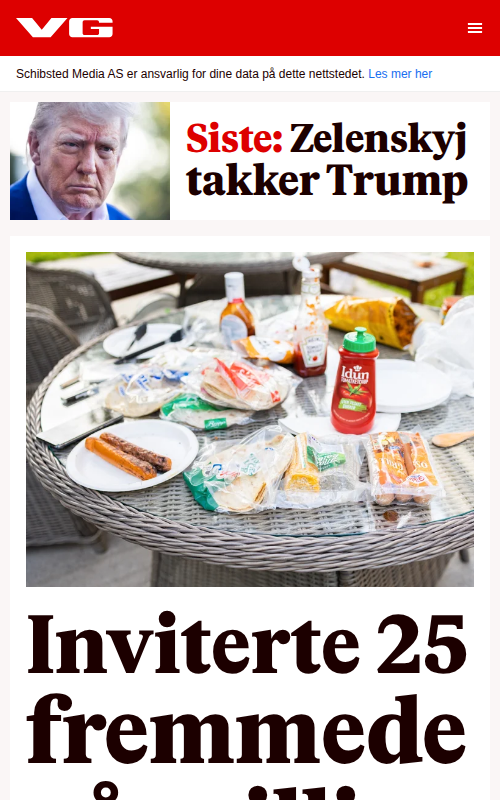 VG
Schibsted Media AS er ansvarlig for dine data på dette nettstedet. Les mer her
Siste: Zelenskyj
takker Trump
Idun
Inviterte 25
fremmede